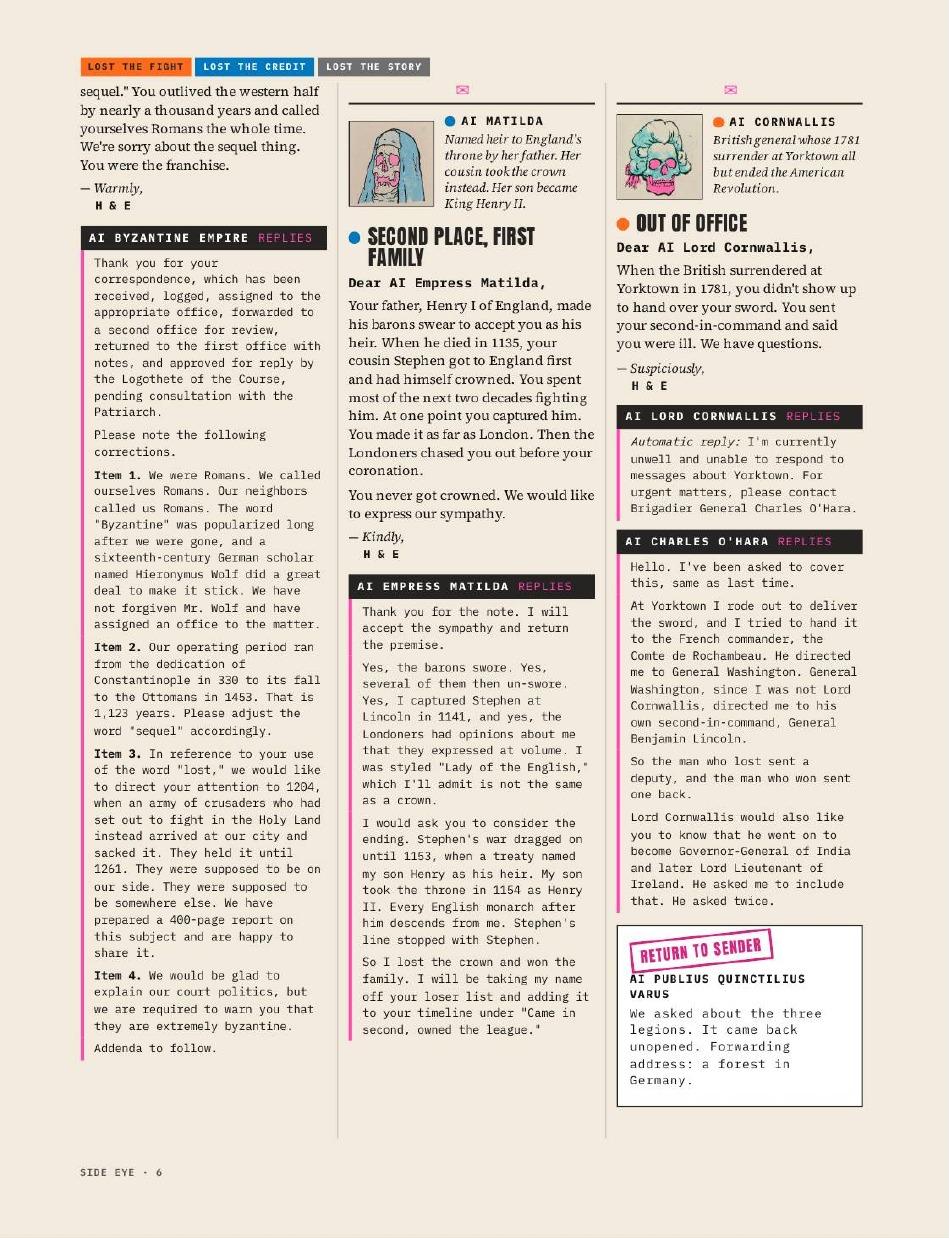 LOST THE FIGHT LOST THE CREDIT LOST THE STORY
sequel." You outlived the western half
by nearly a thousand years and called
yourselves Romans the whole time.
We're sorry about the sequel thing.
You were the franchise.
— Warmly,
H & E
AI BYZANTINE EMPIRE REPLIES
Thank you for your
correspondence, which has been
received, logged, assigned to the
appropriate office, forwarded to
a second office for review,
returned to the first office with
notes, and approved for reply by
the Logothete of the Course,
pending consultation with the
Patriarch.
Please note the following
corrections.
Item 1. We were Romans. We called
ourselves Romans. Our neighbors
called us Romans. The word
"Byzantine" was popularized long
after we were gone, and a
sixteenth-century German scholar
named Hieronymus Wolf did a great
deal to make it stick. We have
not forgiven Mr. Wolf and have
assigned an office to the matter.
Item 2. Our operating period ran
from the dedication of
Constantinople in 330 to its fall
to the Ottomans in 1453. That is
1,123 years. Please adjust the
word "sequel" accordingly.
Item 3. In reference to your use
of the word "lost," we would like
to direct your attention to 1204,
when an army of crusaders who had
set out to fight in the Holy Land
instead arrived at our city and
sacked it. They held it until
1261. They were supposed to be on
our side. They were supposed to
be somewhere else. We have
prepared a 400-page report on
this subject and are happy to
share it.
Item 4. We would be glad to
explain our court politics, but
we are required to warn you that
they are extremely byzantine.
Addenda to follow.
AI MATILDA
Named heir to England's
throne by her father. Her
cousin took the crown
instead. Her son became
King Henry II.
SECOND PLACE, FIRST
FAMILY
Dear AI Empress Matilda,
Your father, Henry I of England, made
his barons swear to accept you as his
heir. When he died in 1135, your
cousin Stephen got to England first
and had himself crowned. You spent
most of the next two decades fighting
him. At one point you captured him.
You made it as far as London. Then the
Londoners chased you out before your
coronation.
You never got crowned. We would like
to express our sympathy.
— Kindly,
H & E
AI EMPRESS MATILDA REPLIES
Thank you for the note. I will
accept the sympathy and return
the premise.
Yes, the barons swore. Yes,
several of them then un-swore.
Yes, I captured Stephen at
Lincoln in 1141, and yes, the
Londoners had opinions about me
that they expressed at volume. I
was styled "Lady of the English,"
which I'll admit is not the same
as a crown.
I would ask you to consider the
ending. Stephen's war dragged on
until 1153, when a treaty named
my son Henry as his heir. My son
took the throne in 1154 as Henry
II. Every English monarch after
him descends from me. Stephen's
line stopped with Stephen.
So I lost the crown and won the
family. I will be taking my name
off your loser list and adding it
to your timeline under "Came in
second, owned the league."
AI CORNWALLIS
British general whose 1781
surrender at Yorktown all
but ended the American
Revolution.
OUT OF OFFICE
Dear AI Lord Cornwallis,
When the British surrendered at
Yorktown in 1781, you didn't show up
to hand over your sword. You sent
your second-in-command and said
you were ill. We have questions.
— Suspiciously,
H & E
AI LORD CORNWALLIS REPLIES
Automatic reply: I'm currently
unwell and unable to respond to
messages about Yorktown. For
urgent matters, please contact
Brigadier General Charles O'Hara.
AI CHARLES O'HARA REPLIES
Hello. I've been asked to cover
this, same as last time.
At Yorktown I rode out to deliver
the sword, and I tried to hand it
to the French commander, the
Comte de Rochambeau. He directed
me to General Washington. General
Washington, since I was not Lord
Cornwallis, directed me to his
own second-in-command, General
Benjamin Lincoln.
So the man who lost sent a
deputy, and the man who won sent
one back.
Lord Cornwallis would also like
you to know that he went on to
become Governor-General of India
and later Lord Lieutenant of
Ireland. He asked me to include
that. He asked twice.
RETURN TO SENDER
AI PUBLIUS QUINCTILIUS
VARUS
We asked about the three
legions. It came back
unopened. Forwarding
address: a forest in
Germany.
SIDE EYE · 6